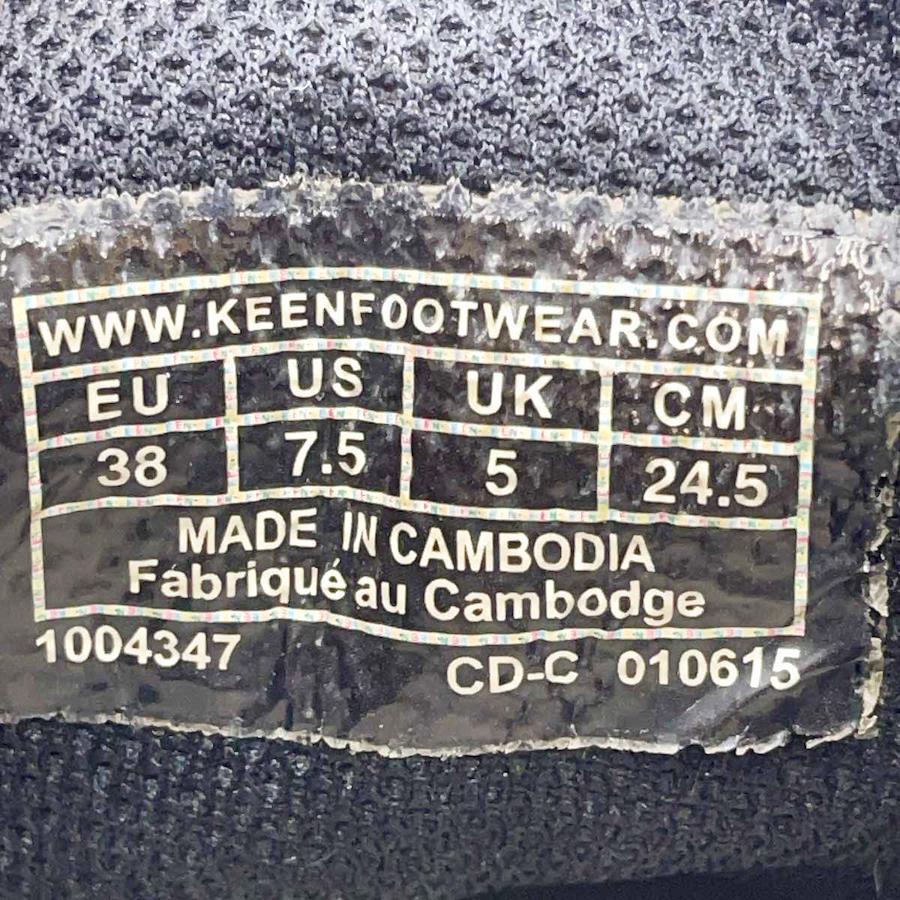 WWW.KEENFOOTWEAR.COM
EU US UK CM
38 7.5 5 24.5
MADE IN CAMBODIA
Fabriqué au Cambodge
1004347 CD-C 010615